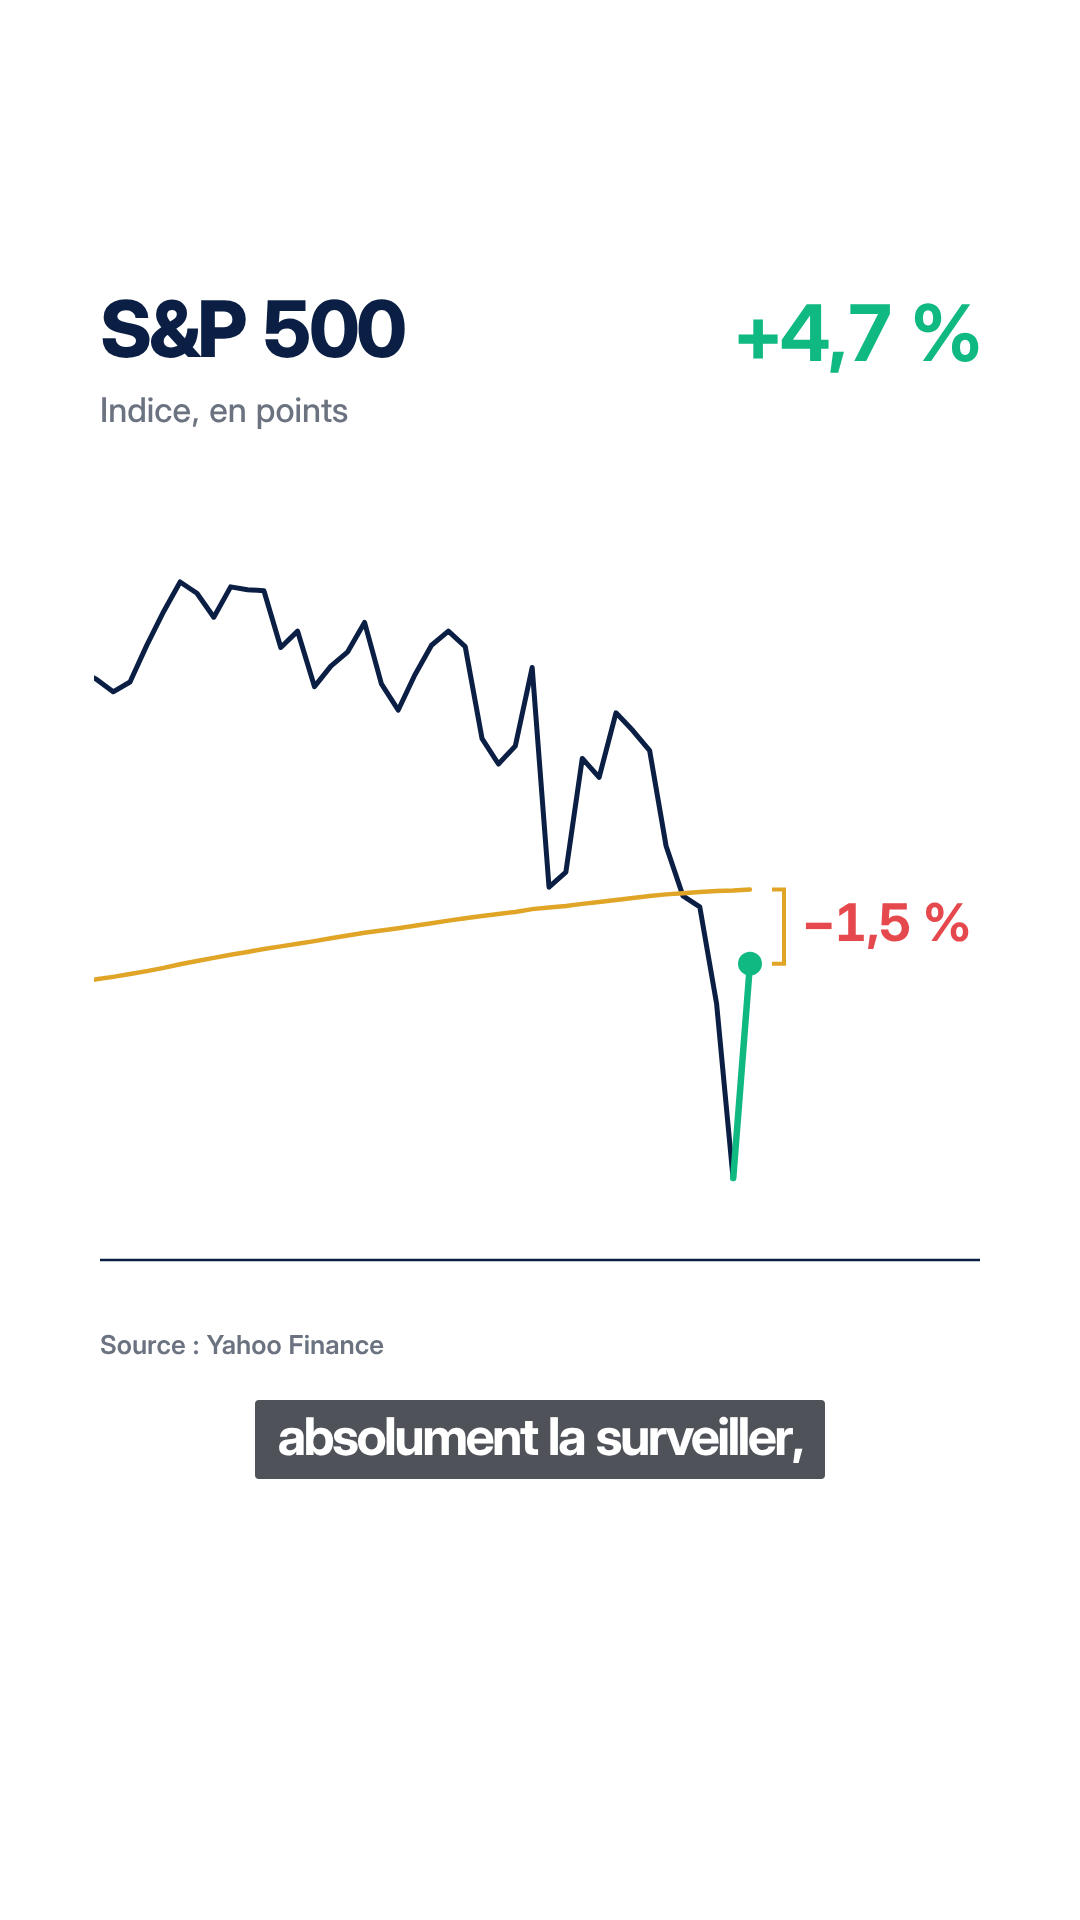 S&P 500
+4,7 %
Indice, en points
−1,5 %
Source : Yahoo Finance
absolument la surveiller,